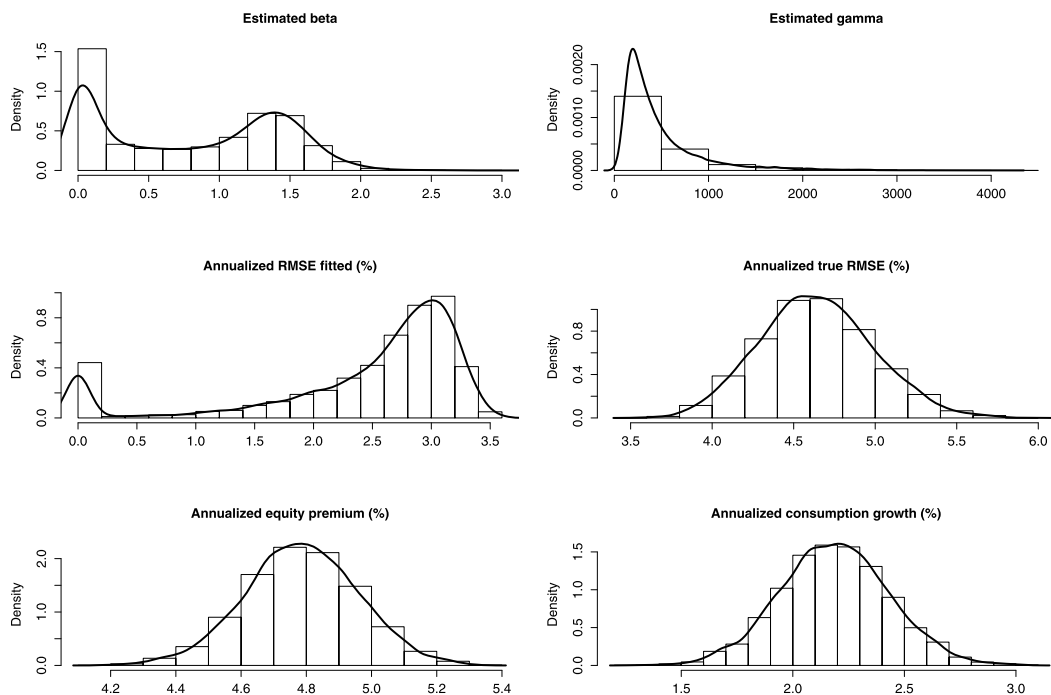 Estimated beta
Density
0.0 0.5 1.0 1.5
0.0 0.5 1.0 1.5 2.0 2.5 3.0
Estimated gamma
Density
0.0000 0.0010 0.0020
0 1000 2000 3000 4000
Annualized RMSE fitted (%)
Density
0.0 0.4 0.8
0.0 0.5 1.0 1.5 2.0 2.5 3.0 3.5
Annualized true RMSE (%)
Density
0.0 0.4 0.8
3.5 4.0 4.5 5.0 5.5 6.0
Annualized equity premium (%)
Density
0.0 1.0 2.0
4.2 4.4 4.6 4.8 5.0 5.2 5.4
Annualized consumption growth (%)
Density
0.0 0.5 1.0 1.5
1.5 2.0 2.5 3.0